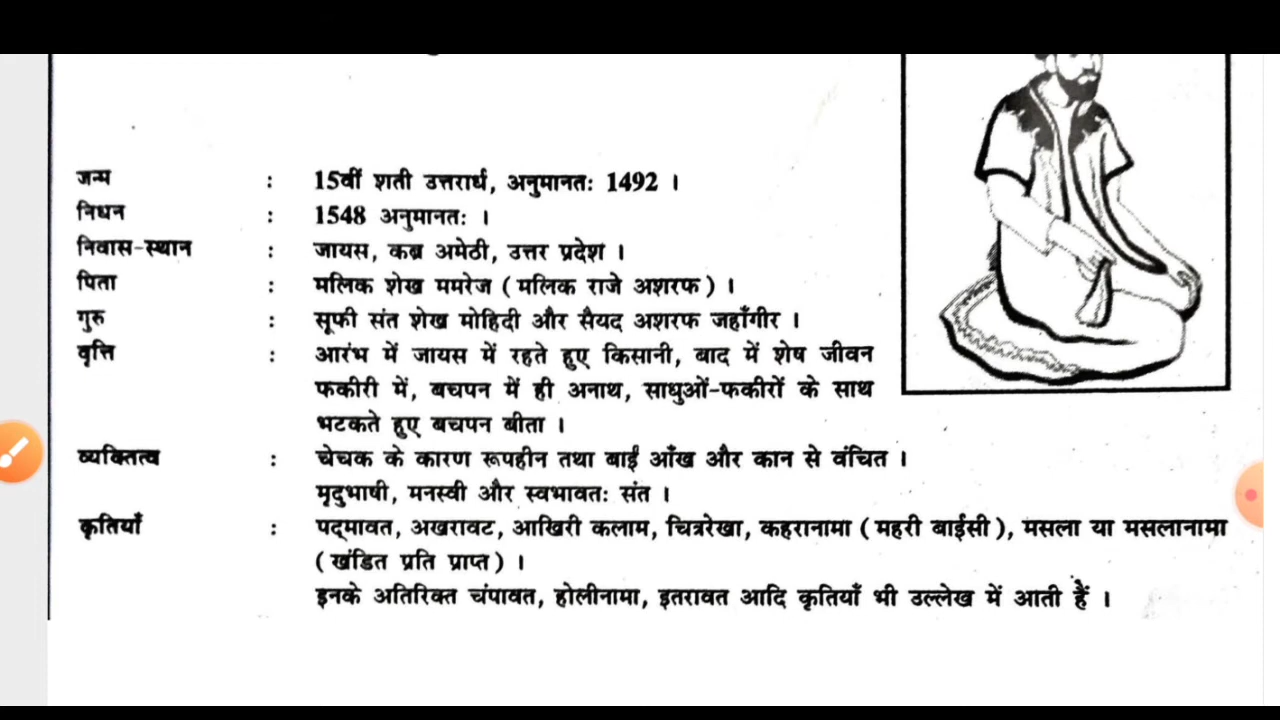 जन्म : 15वीं शती उत्तरार्ध, अनुमानतः 1492 ।
निधन : 1548 अनुमानतः ।
निवास-स्थान : जायस, कब्र अमेठी, उत्तर प्रदेश ।
पिता : मलिक शेख ममरेज (मलिक राजे अशरफ) ।
गुरु : सूफी संत शेख मोहिदी और सैयद अशरफ जहाँगीर ।
वृत्ति : आरंभ में जायस में रहते हुए किसानी, बाद में शेष जीवन
फकीरी में, बचपन में ही अनाथ, साधुओं-फकीरों के साथ
भटकते हुए बचपन बीता ।
व्यक्तित्व : चेचक के कारण रूपहीन तथा बाईं आँख और कान से वंचित ।
मृदुभाषी, मनस्वी और स्वभावतः संत ।
कृतियाँ : पद्मावत, अखरावट, आखिरी कलाम, चित्ररेखा, कहरानामा (महरी बाईसी), मसला या मसलानामा
(खंडित प्रति प्राप्त) ।
इनके अतिरिक्त चंपावत, होलीनामा, इतरावत आदि कृतियाँ भी उल्लेख में आती हैं ।